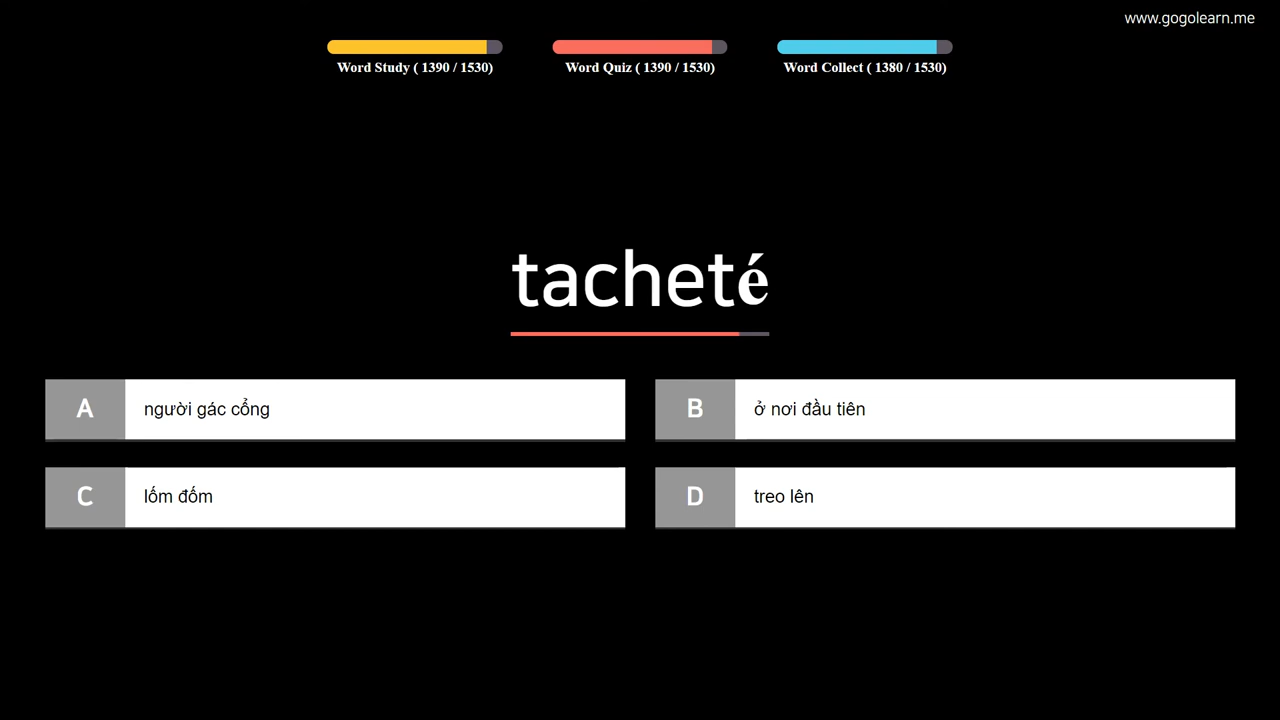 www.gogolearn.me
Word Study ( 1390 / 1530)
Word Quiz ( 1390 / 1530)
Word Collect ( 1380 / 1530)
tacheté
A người gác cổng
B ở nơi đầu tiên
C lốm đốm
D treo lên